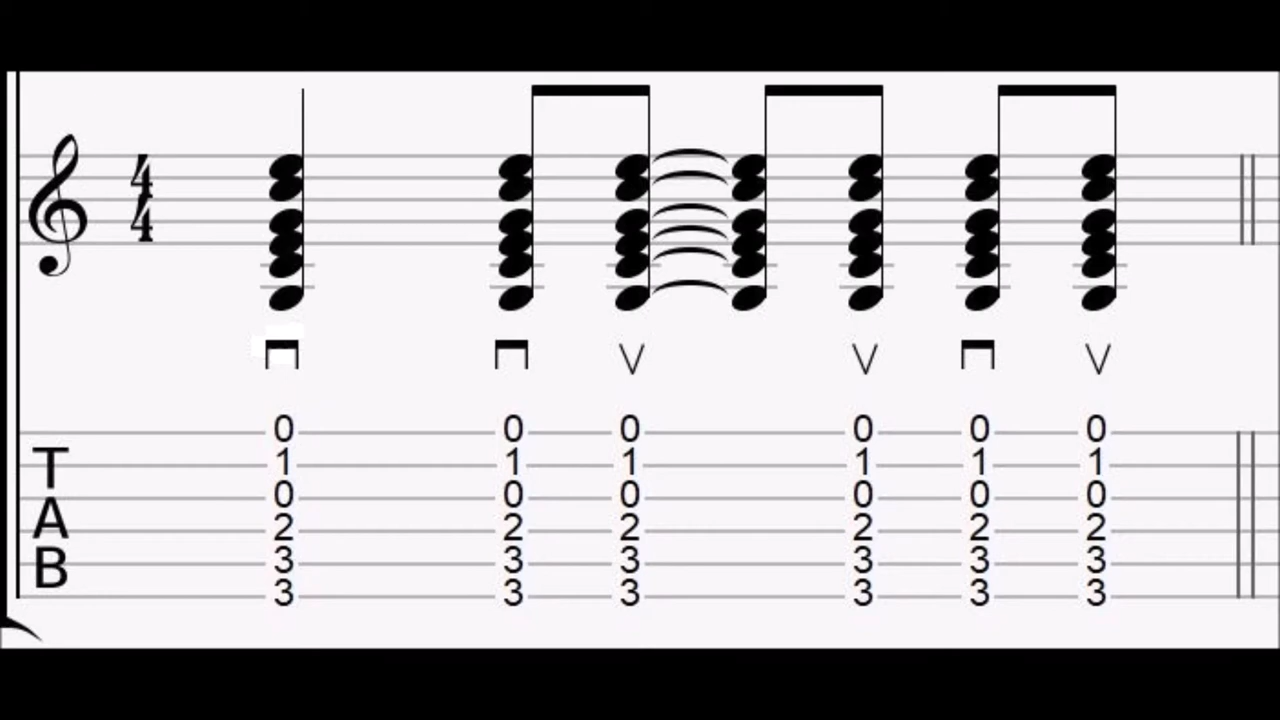 4
4
T
A
B
0 0 0 0 0 0
1 1 1 1 1 1
0 0 0 0 0 0
2 2 2 2 2 2
3 3 3 3 3 3
3 3 3 3 3 3